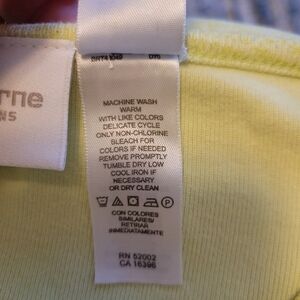 rne
NS
MACHINE WASH
WARM
WITH LIKE COLORS
DELICATE CYCLE
ONLY NON-CHLORINE
BLEACH FOR
COLORS IF NEEDED
REMOVE PROMPTLY
TUMBLE DRY LOW
COOL IRON IF
NECESSARY
OR DRY CLEAN
CON COLORES
SIMILARES/
RETIRAR
INMEDIATAMENTE
RN 52002
CA 16396